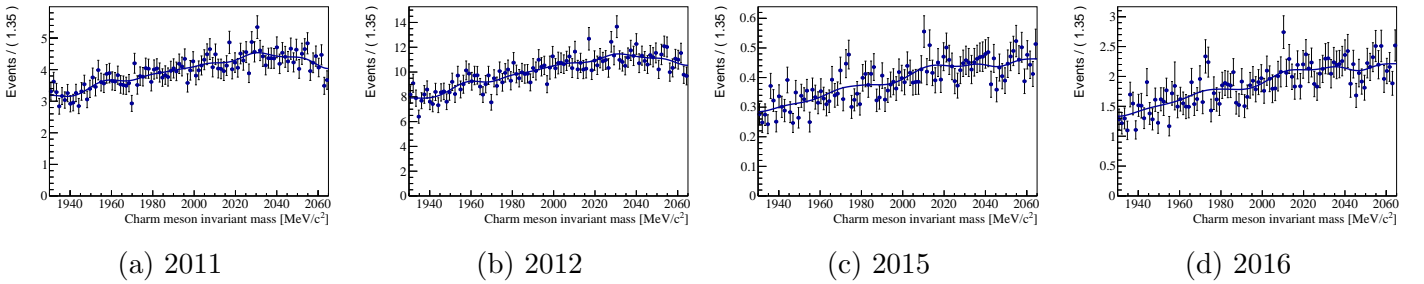 Events / ( 1.35 )
5
4
3
2
1
0
1940 1960 1980 2000 2020 2040 2060
Charm meson invariant mass [MeV/c²]
(a) 2011
Events / ( 1.35 )
14
12
10
8
6
4
2
0
1940 1960 1980 2000 2020 2040 2060
Charm meson invariant mass [MeV/c²]
(b) 2012
Events / ( 1.35 )
0.6
0.5
0.4
0.3
0.2
0.1
0
1940 1960 1980 2000 2020 2040 2060
Charm meson invariant mass [MeV/c²]
(c) 2015
Events / ( 1.35 )
3
2.5
2
1.5
1
0.5
0
1940 1960 1980 2000 2020 2040 2060
Charm meson invariant mass [MeV/c²]
(d) 2016